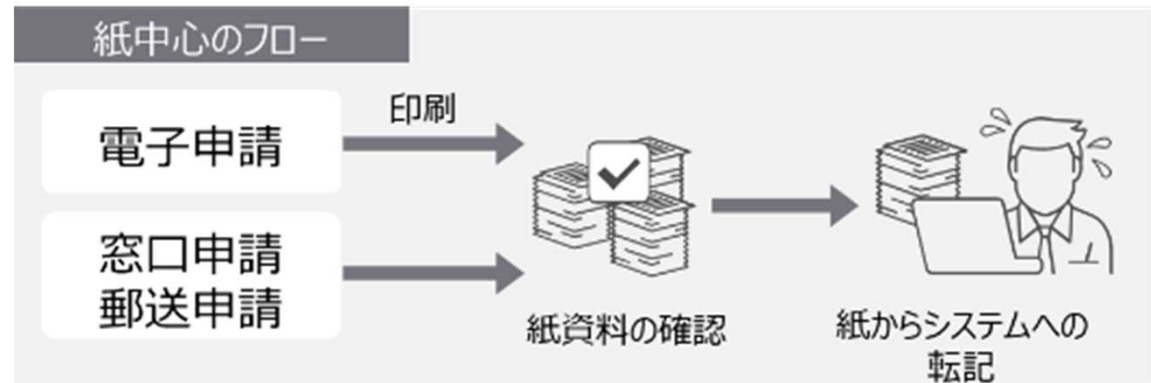 紙中心のフロー
電子申請
印刷
窓口申請
郵送申請
紙資料の確認
紙からシステムへの
転記